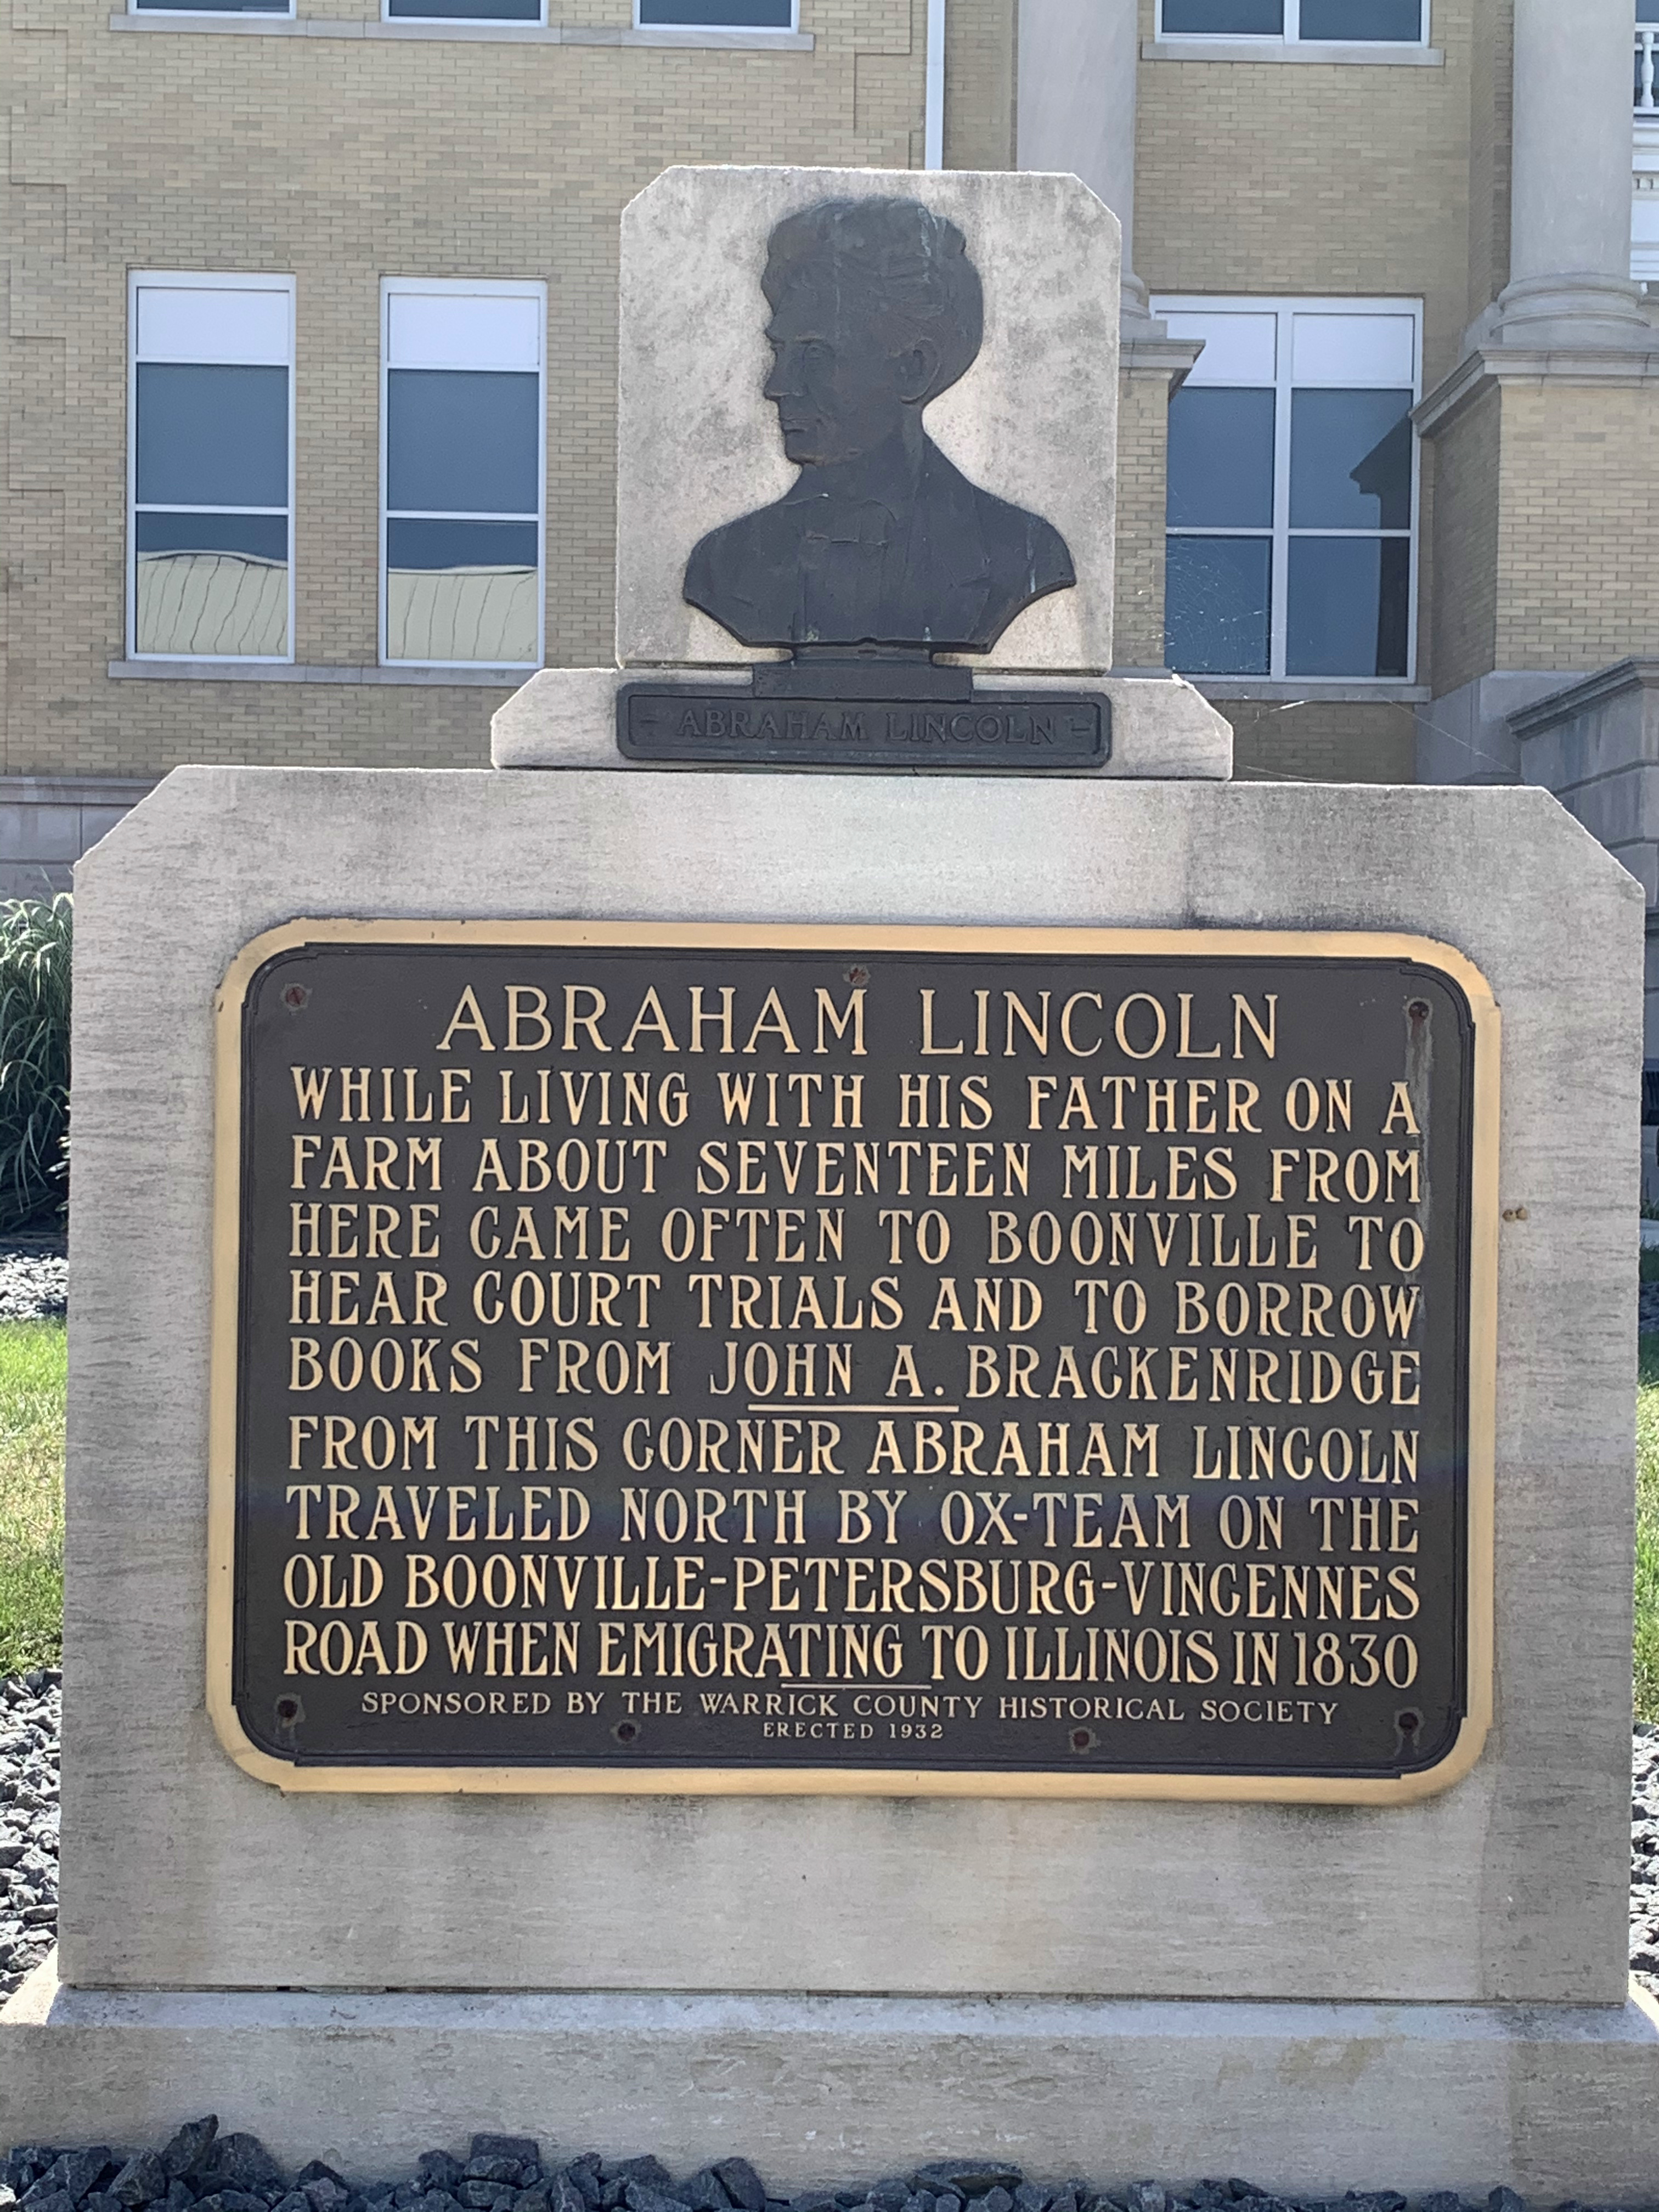 - ABRAHAM LINCOLN -
ABRAHAM LINCOLN
WHILE LIVING WITH HIS FATHER ON A
FARM ABOUT SEVENTEEN MILES FROM
HERE CAME OFTEN TO BOONVILLE TO
HEAR COURT TRIALS AND TO BORROW
BOOKS FROM JOHN A. BRACKENRIDGE
FROM THIS CORNER ABRAHAM LINCOLN
TRAVELED NORTH BY OX-TEAM ON THE
OLD BOONVILLE-PETERSBURG-VINCENNES
ROAD WHEN EMIGRATING TO ILLINOIS IN 1830
SPONSORED BY THE WARRICK COUNTY HISTORICAL SOCIETY
ERECTED 1932